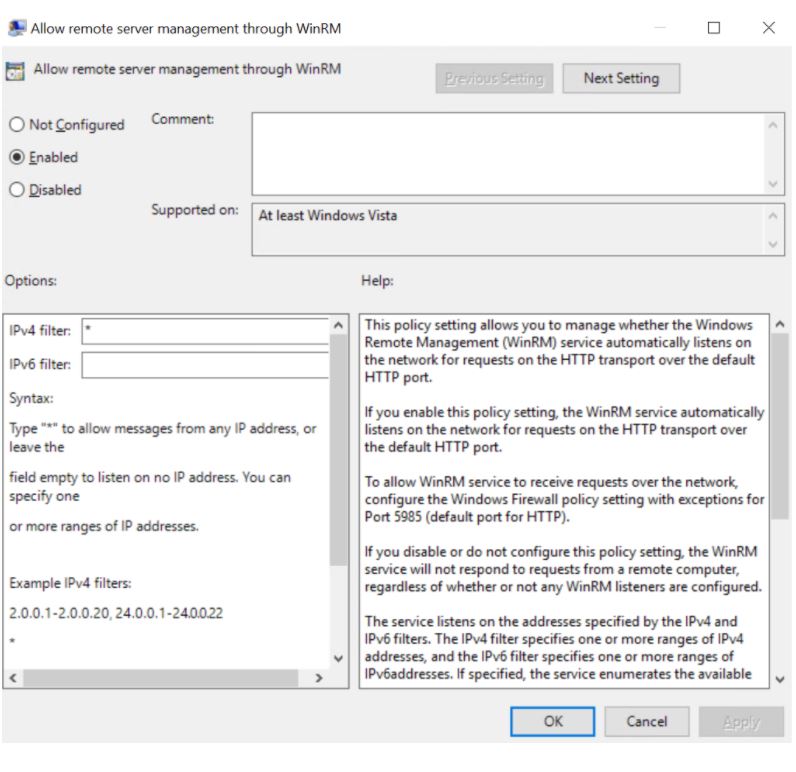 Allow remote server management through WinRM
Allow remote server management through WinRM
Previous Setting
Next Setting
Not Configured
Comment:
Enabled
Disabled
Supported on:
At least Windows Vista
Options:
Help:
IPv4 filter: *
IPv6 filter:
Syntax:
Type "*" to allow messages from any IP address, or
leave the
field empty to listen on no IP address. You can
specify one
or more ranges of IP addresses.
Example IPv4 filters:
2.0.0.1-2.0.0.20, 24.0.0.1-24.0.0.22
*
This policy setting allows you to manage whether the Windows
Remote Management (WinRM) service automatically listens on
the network for requests on the HTTP transport over the default
HTTP port.
If you enable this policy setting, the WinRM service automatically
listens on the network for requests on the HTTP transport over
the default HTTP port.
To allow WinRM service to receive requests over the network,
configure the Windows Firewall policy setting with exceptions for
Port 5985 (default port for HTTP).
If you disable or do not configure this policy setting, the WinRM
service will not respond to requests from a remote computer,
regardless of whether or not any WinRM listeners are configured.
The service listens on the addresses specified by the IPv4 and
IPv6 filters. The IPv4 filter specifies one or more ranges of IPv4
addresses, and the IPv6 filter specifies one or more ranges of
IPv6addresses. If specified, the service enumerates the available
OK
Cancel
Apply